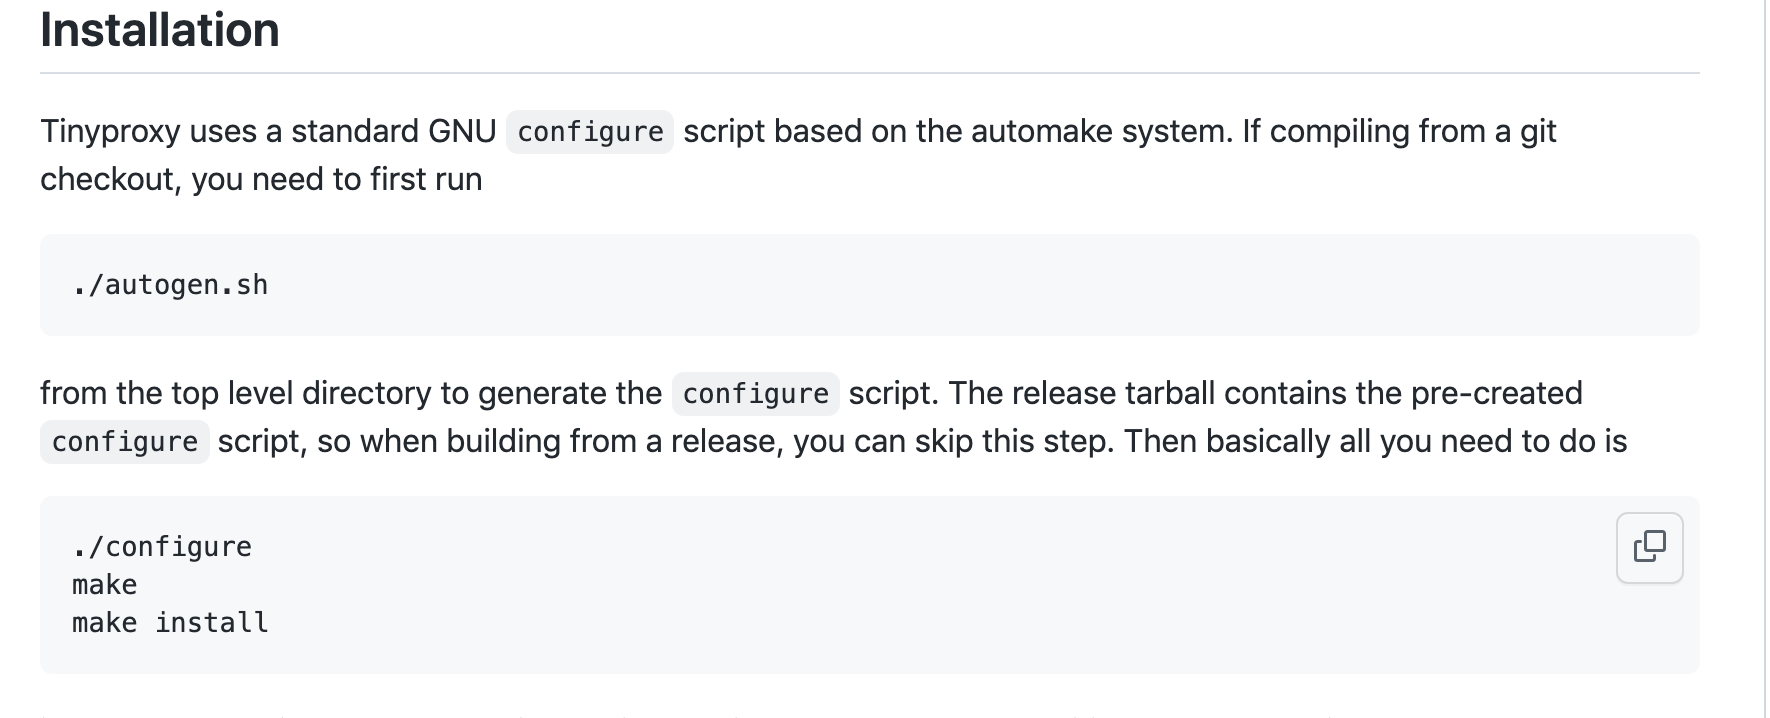 Installation
Tinyproxy uses a standard GNU configure script based on the automake system. If compiling from a git
checkout, you need to first run
./autogen.sh
from the top level directory to generate the configure script. The release tarball contains the pre-created
configure script, so when building from a release, you can skip this step. Then basically all you need to do is
./configure
make
make install